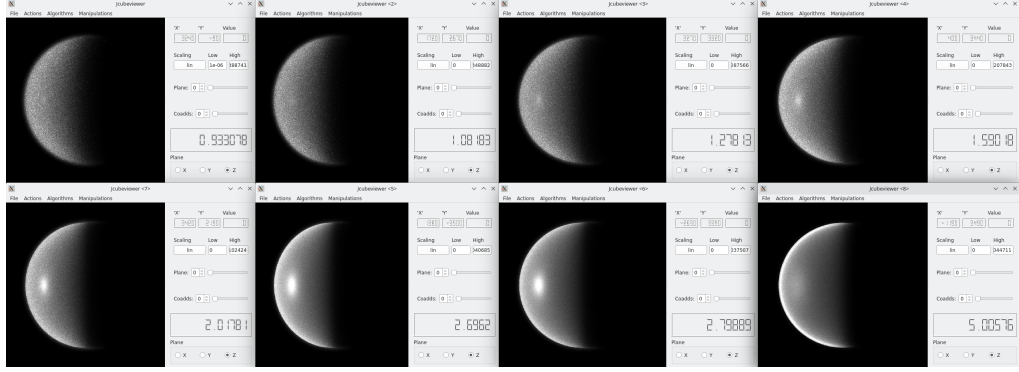 Jcubeviewer
File Actions Algorithms Manipulations
'X' 'Y' Value
Scaling Low High
lin 1e-06 398741
Plane: 0
Coadds: 0
0.933078
Plane
X Y Z
Jcubeviewer <2>
File Actions Algorithms Manipulations
'X' 'Y' Value
Scaling Low High
lin 0 348882
Plane: 0
Coadds: 0
1.08183
Plane
X Y Z
Jcubeviewer <3>
File Actions Algorithms Manipulations
'X' 'Y' Value
Scaling Low High
lin 0 387566
Plane: 0
Coadds: 0
1.27813
Plane
X Y Z
Jcubeviewer <4>
File Actions Algorithms Manipulations
'X' 'Y' Value
Scaling Low High
lin 0 207843
Plane: 0
Coadds: 0
1.59018
Plane
X Y Z
Jcubeviewer <7>
File Actions Algorithms Manipulations
'X' 'Y' Value
Scaling Low High
lin 0 102424
Plane: 0
Coadds: 0
2.01781
Plane
X Y Z
Jcubeviewer <5>
File Actions Algorithms Manipulations
'X' 'Y' Value
Scaling Low High
lin 0 340685
Plane: 0
Coadds: 0
2.6962
Plane
X Y Z
Jcubeviewer <6>
File Actions Algorithms Manipulations
'X' 'Y' Value
Scaling Low High
lin 0 337507
Plane: 0
Coadds: 0
2.79889
Plane
X Y Z
Jcubeviewer <8>
File Actions Algorithms Manipulations
'X' 'Y' Value
Scaling Low High
lin 0 344711
Plane: 0
Coadds: 0
5.00576
Plane
X Y Z